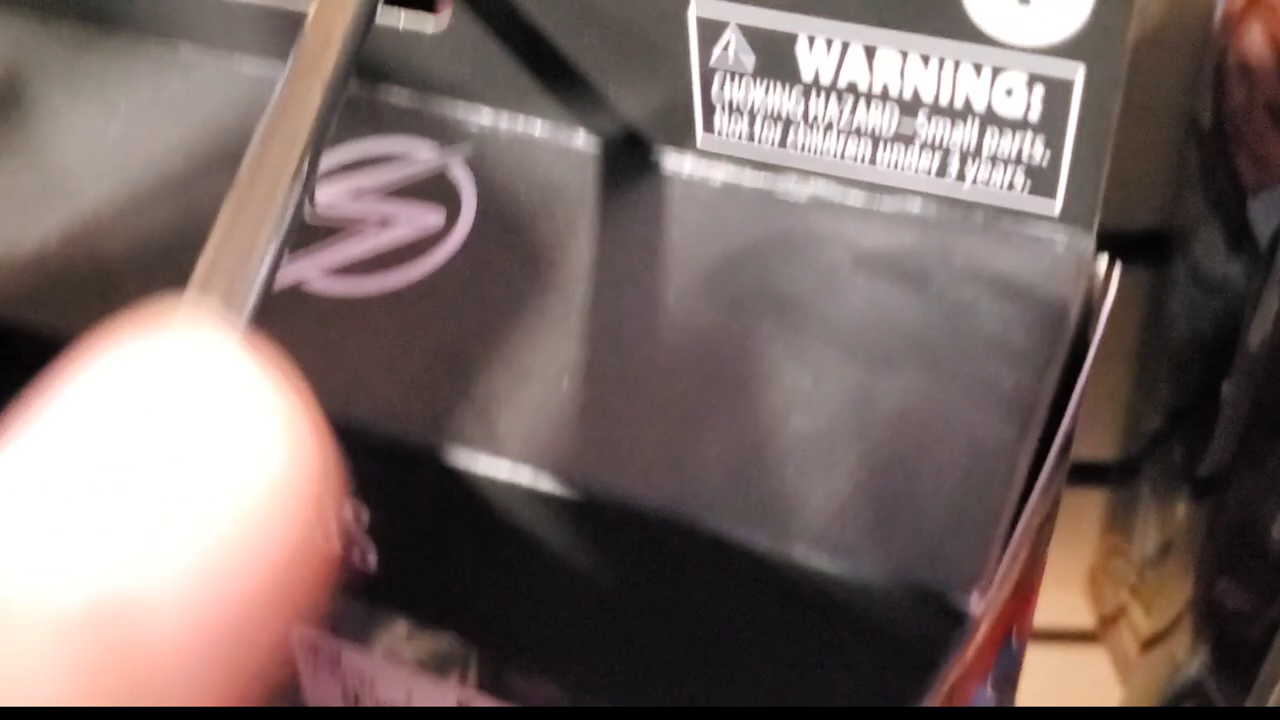 WARNING:
CHOKING HAZARD—Small parts.
Not for children under 3 years.